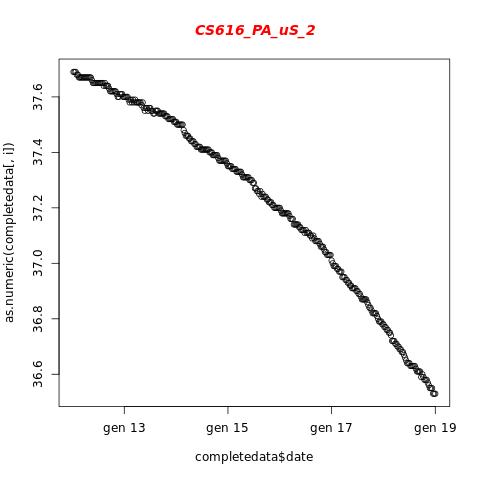 CS616_PA_uS_2
as.numeric(completedata[, i])
37.6
37.4
37.2
37.0
36.8
36.6
gen 13
gen 15
gen 17
gen 19
completedata$date